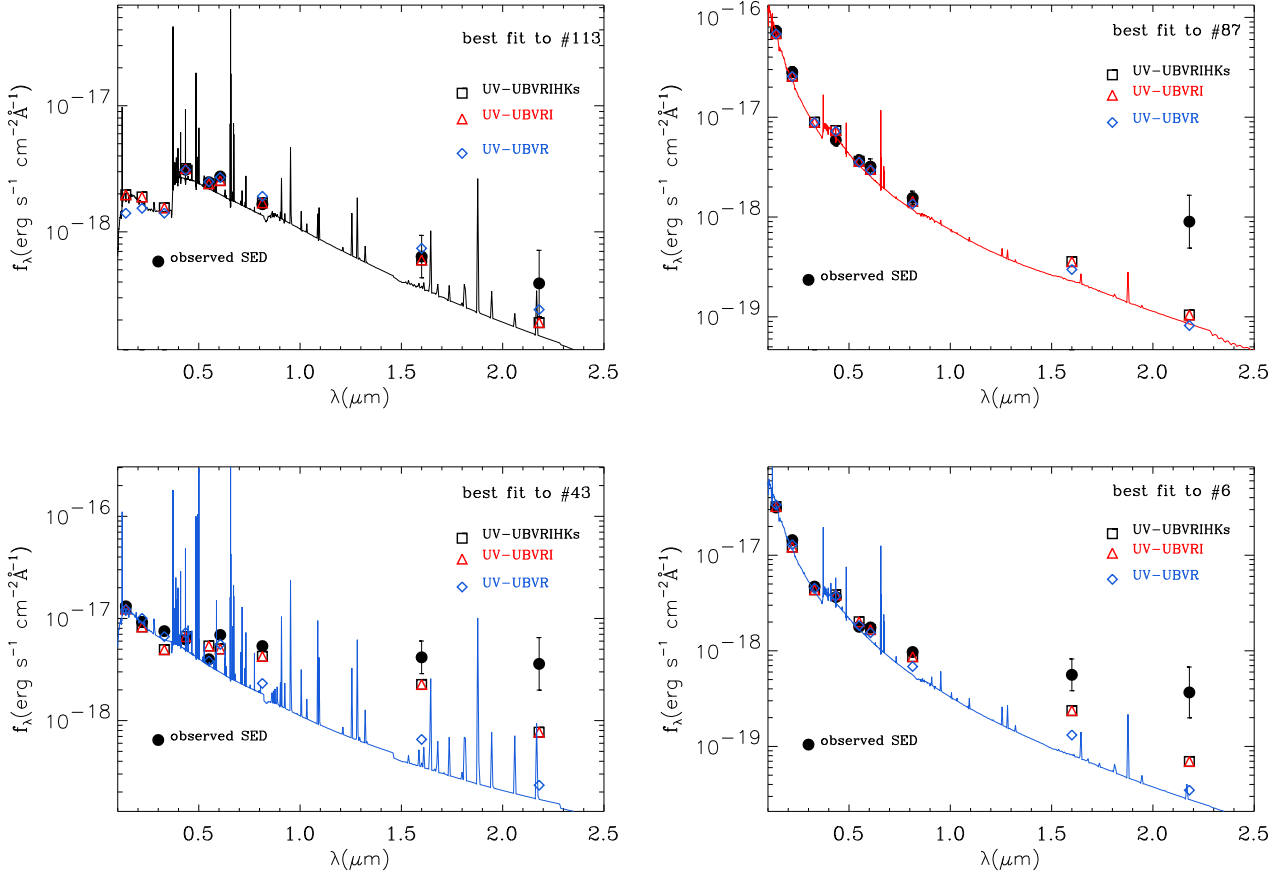 best fit to #113
UV−UBVRIHKs
UV−UBVRI
UV−UBVR
observed SED
10⁻¹⁷
10⁻¹⁸
f_λ(erg s⁻¹ cm⁻²Å⁻¹)
0.5 1.0 1.5 2.0 2.5
λ(μm)
best fit to #87
UV−UBVRIHKs
UV−UBVRI
UV−UBVR
observed SED
10⁻¹⁶
10⁻¹⁷
10⁻¹⁸
10⁻¹⁹
f_λ(erg s⁻¹ cm⁻²Å⁻¹)
0.5 1.0 1.5 2.0 2.5
λ(μm)
best fit to #43
UV−UBVRIHKs
UV−UBVRI
UV−UBVR
observed SED
10⁻¹⁶
10⁻¹⁷
10⁻¹⁸
f_λ(erg s⁻¹ cm⁻²Å⁻¹)
0.5 1.0 1.5 2.0 2.5
λ(μm)
best fit to #6
UV−UBVRIHKs
UV−UBVRI
UV−UBVR
observed SED
10⁻¹⁷
10⁻¹⁸
10⁻¹⁹
f_λ(erg s⁻¹ cm⁻²Å⁻¹)
0.5 1.0 1.5 2.0 2.5
λ(μm)